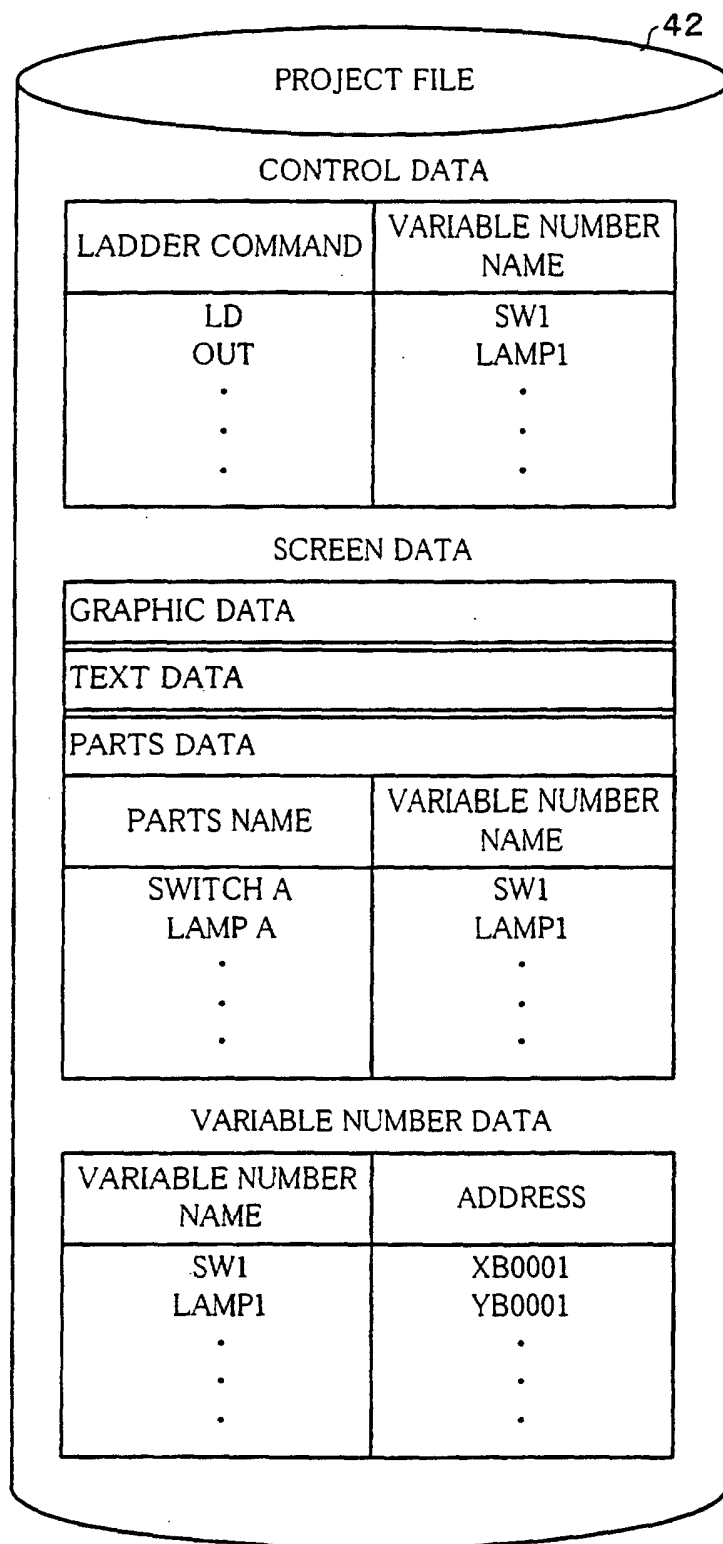 42
PROJECT FILE
CONTROL DATA
LADDER COMMAND
VARIABLE NUMBER
NAME
LD
SW1
OUT
LAMP1
SCREEN DATA
GRAPHIC DATA
TEXT DATA
PARTS DATA
PARTS NAME
VARIABLE NUMBER
NAME
SWITCH A
SW1
LAMP A
LAMP1
VARIABLE NUMBER DATA
VARIABLE NUMBER
NAME
ADDRESS
SW1
XB0001
LAMP1
YB0001